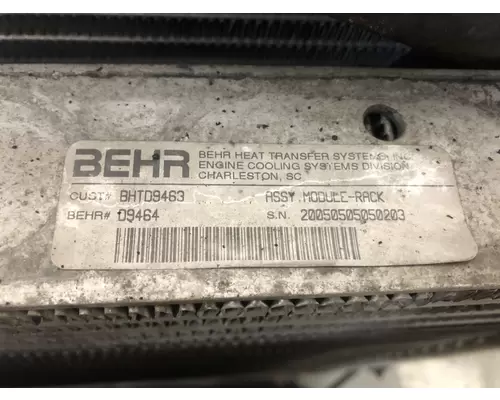 BEHR
BEHR HEAT TRANSFER SYSTEMS INC.
ENGINE COOLING SYSTEMS DIVISION
CHARLESTON, SC
CUST# BHTD9463 ASSY.MODULE-RACK
BEHR# D9464 S.N. 20050505050203